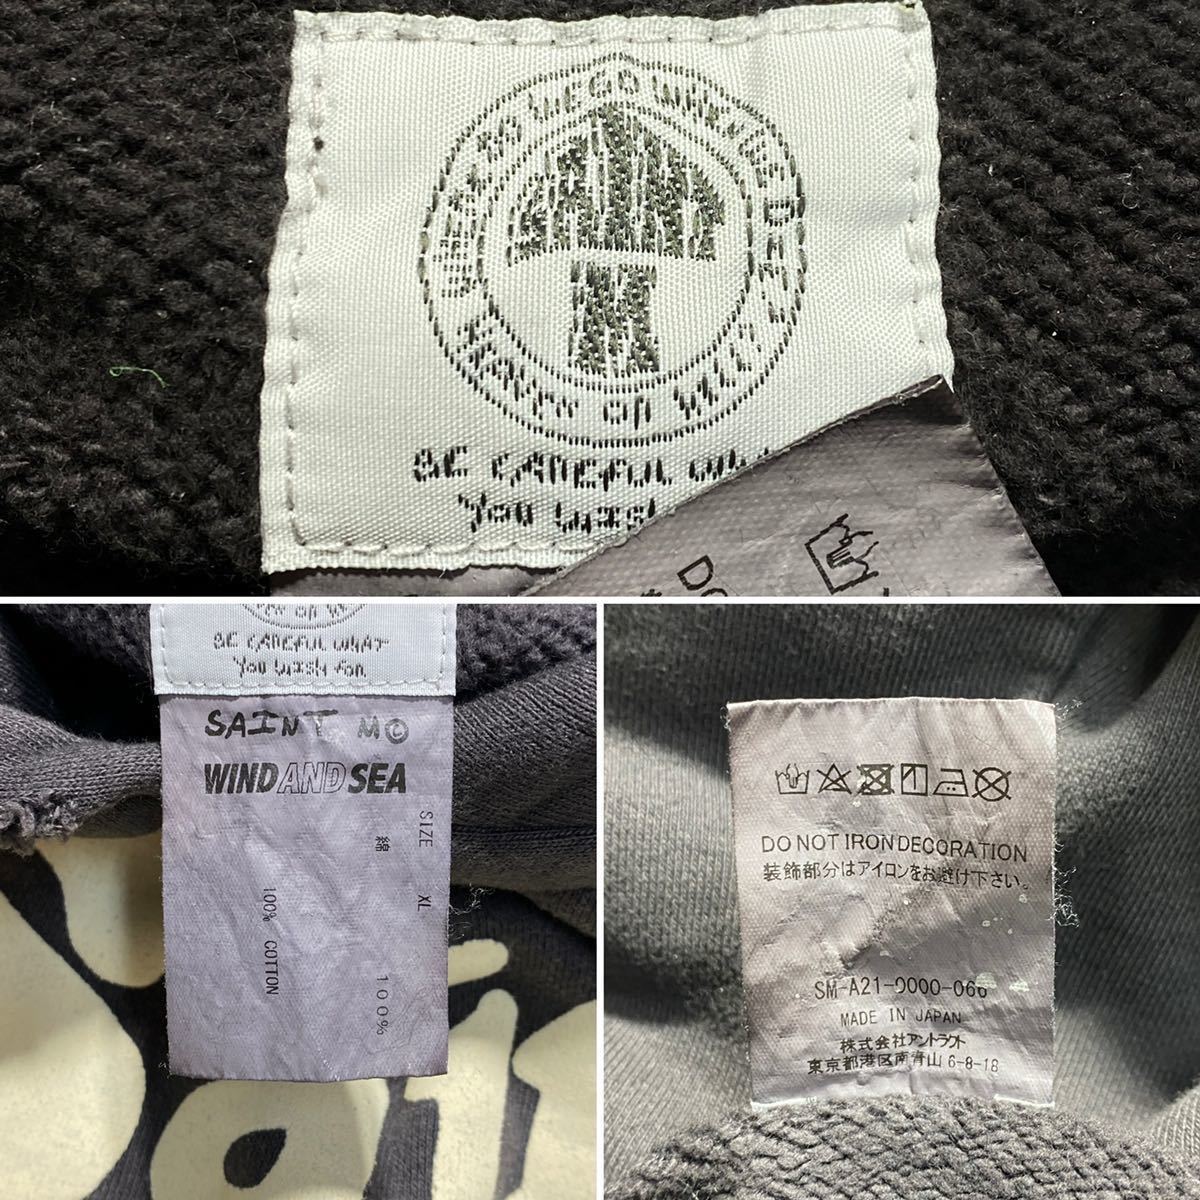 BE CAREFUL
You wash
BE CAREFUL WHAT
You Wish For
SAINT M©
WIND AND SEA
SIZE XL
綿 100%
100% COTTON
DO NOT IRON DECORATION
装飾部分はアイロンをお避け下さい。
SM-A21-0000-066
MADE IN JAPAN
株式会社アントラクト
東京都港区南青山 6-8-18